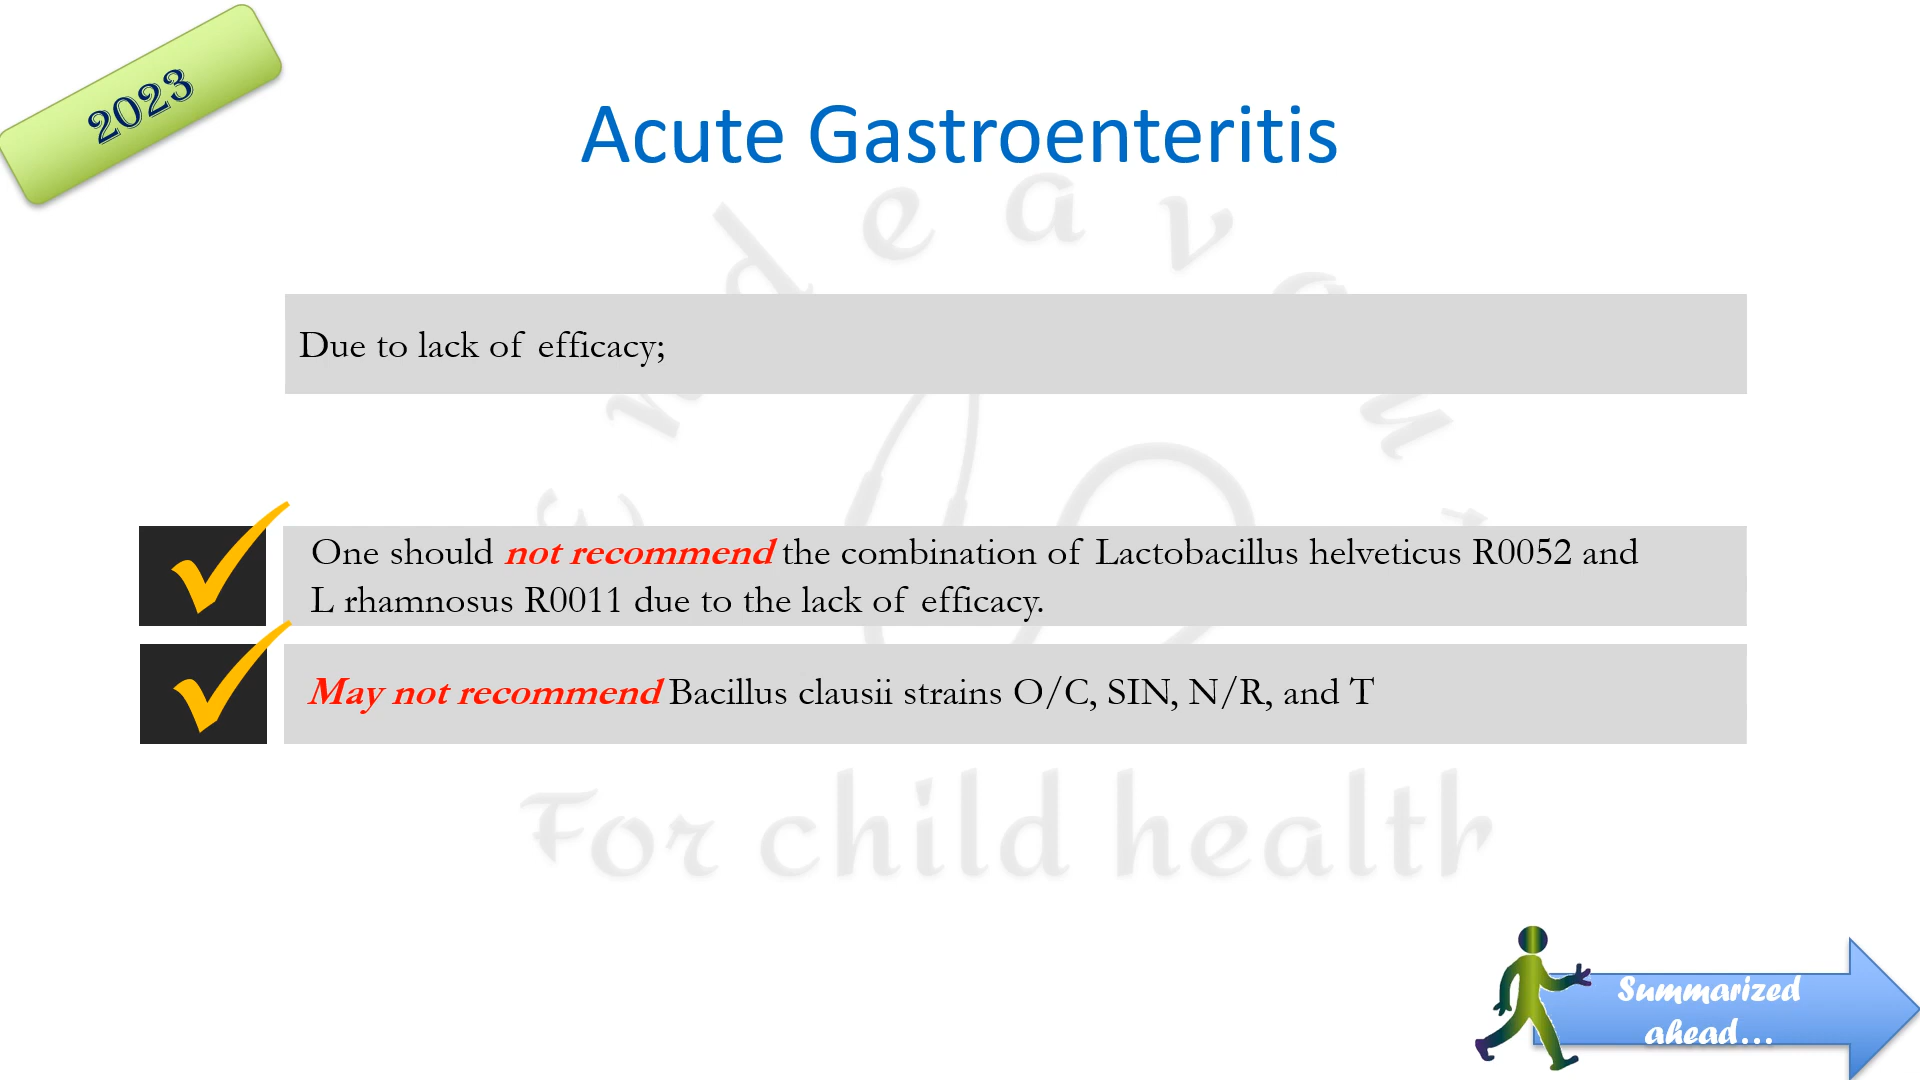 2023
Acute Gastroenteritis
Due to lack of efficacy;
One should not recommend the combination of Lactobacillus helveticus R0052 and
L rhamnosus R0011 due to the lack of efficacy.
May not recommend Bacillus clausii strains O/C, SIN, N/R, and T
For child health
Summarized
ahead...